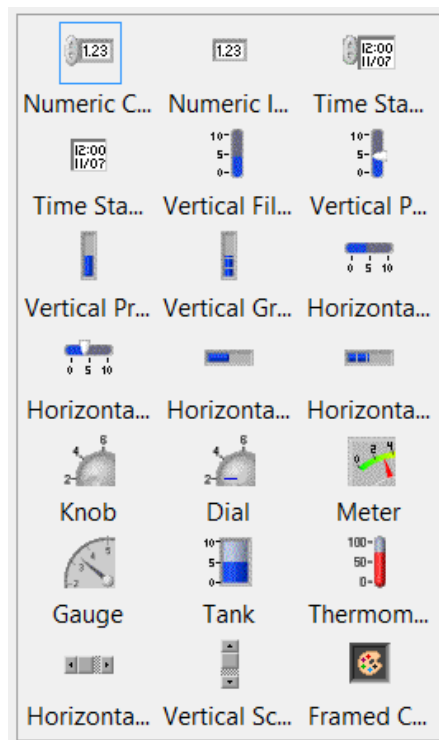 1.23 1.23 12:00
11/07
Numeric C... Numeric I... Time Sta...
12:00
11/07
10-
5-
0-
10-
5-
0-
Time Sta... Vertical Fil... Vertical P...
0 5 10
Vertical Pr... Vertical Gr... Horizonta...
0 5 10
Horizonta... Horizonta... Horizonta...
2- 4 6
2- 4 6
0 2 4
Knob Dial Meter
2 3 4 5
10-
5-
0-
100-
50-
0-
Gauge Tank Thermom...
Horizonta... Vertical Sc... Framed C...